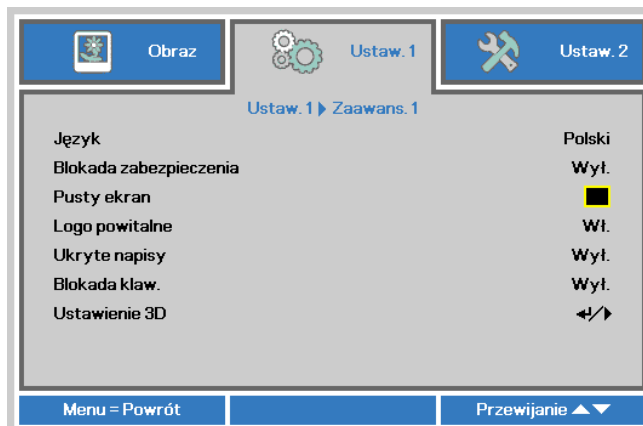 Obraz Ustaw. 1 Ustaw. 2
Ustaw. 1 Zaawans. 1
Język Polski
Blokada zabezpieczenia Wył.
Pusty ekran
Logo powitalne Wł.
Ukryte napisy Wył.
Blokada klaw. Wył.
Ustawienie 3D
Menu = Powrót Przewijanie